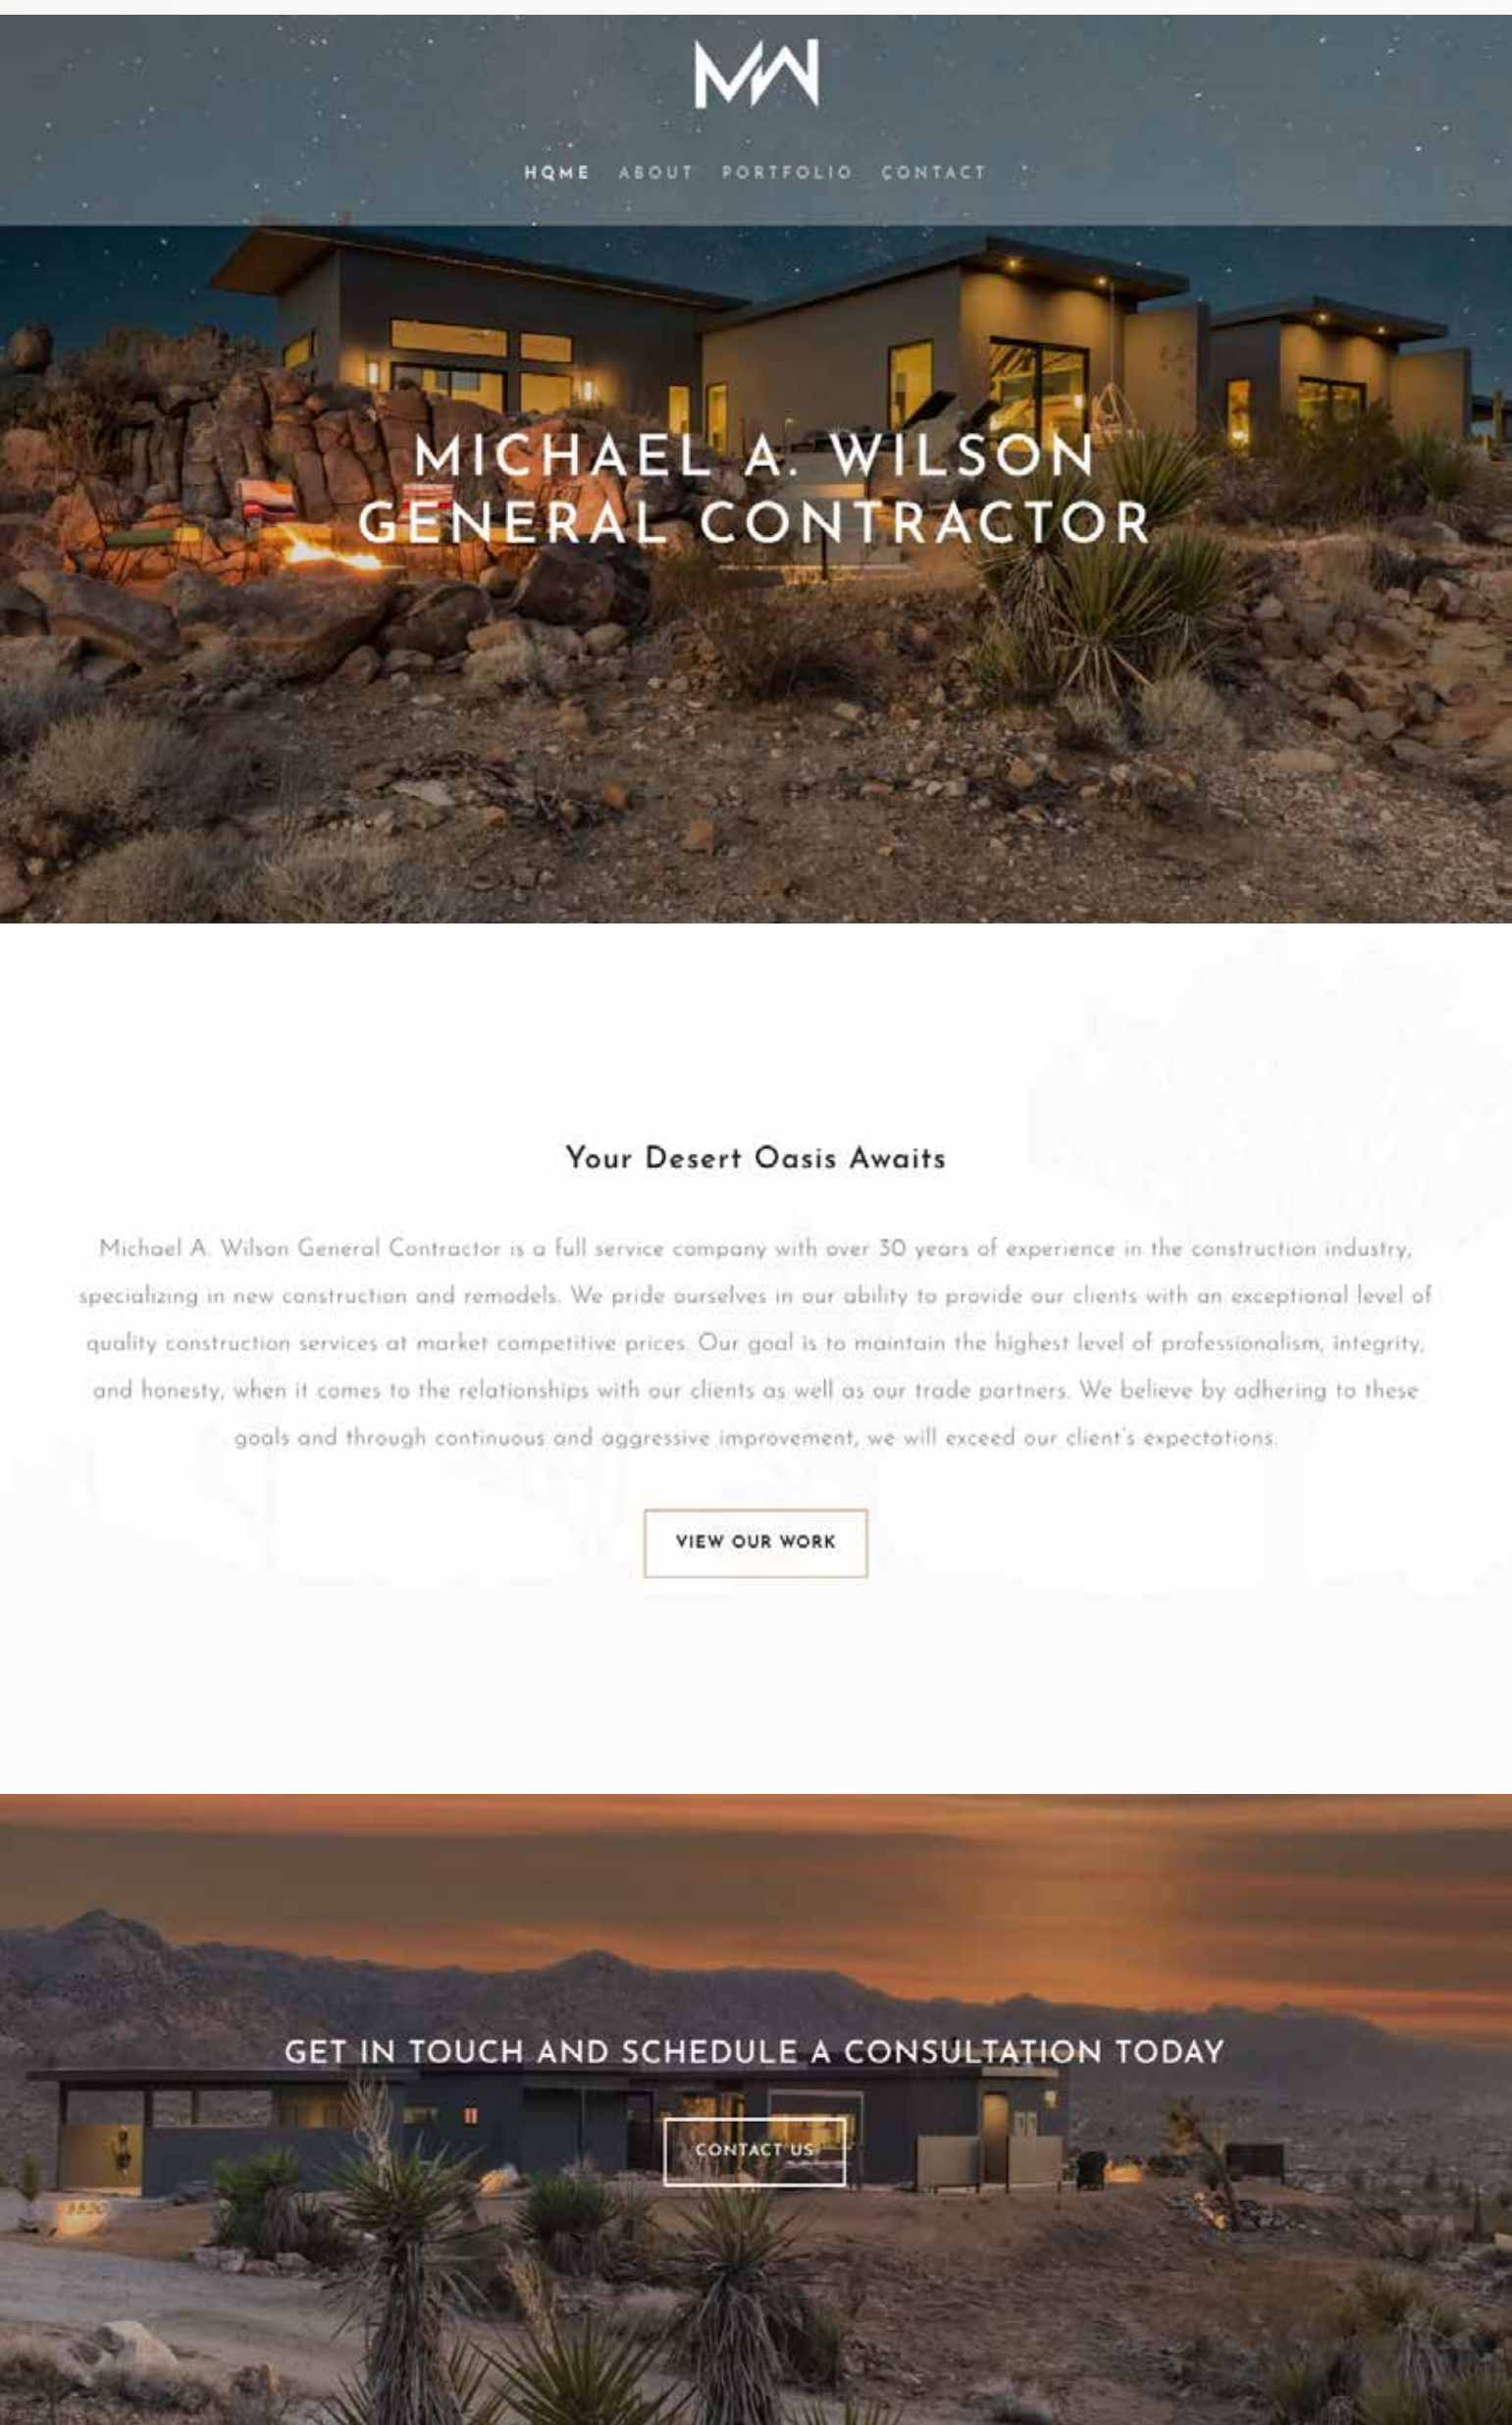 MW
HOME ABOUT PORTFOLIO CONTACT
MICHAEL A. WILSON
GENERAL CONTRACTOR
Your Desert Oasis Awaits
Michael A. Wilson General Contractor is a full service company with over 30 years of experience in the construction industry,
specializing in new construction and remodels. We pride ourselves in our ability to provide our clients with an exceptional level of
quality construction services at market competitive prices. Our goal is to maintain the highest level of professionalism, integrity,
and honesty, when it comes to the relationships with our clients as well as our trade partners. We believe by adhering to these
goals and through continuous and aggressive improvement, we will exceed our client's expectations.
VIEW OUR WORK
GET IN TOUCH AND SCHEDULE A CONSULTATION TODAY
CONTACT US